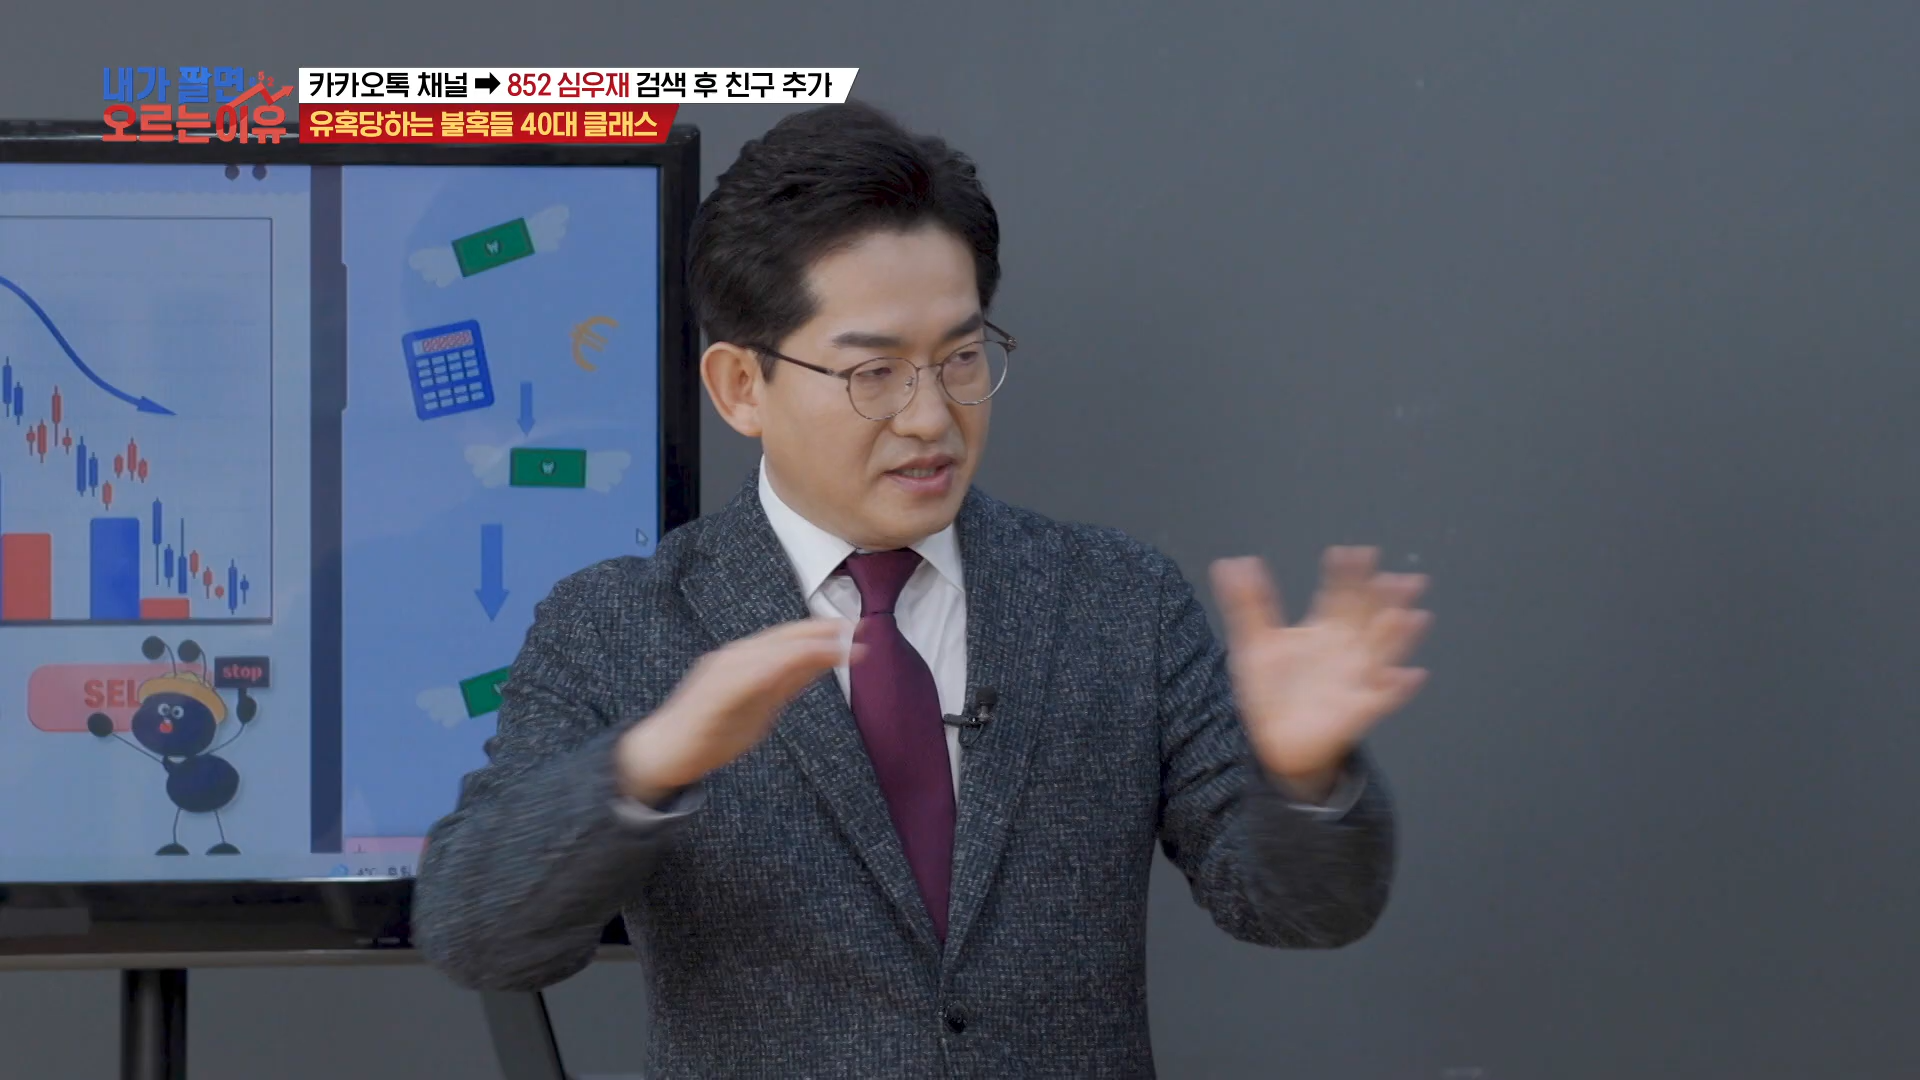 내가 팔면
오르는 이유
카카오톡 채널 ➡ 852 심우재 검색 후 친구 추가
유혹당하는 불혹들 40대 클래스
SEL
stop